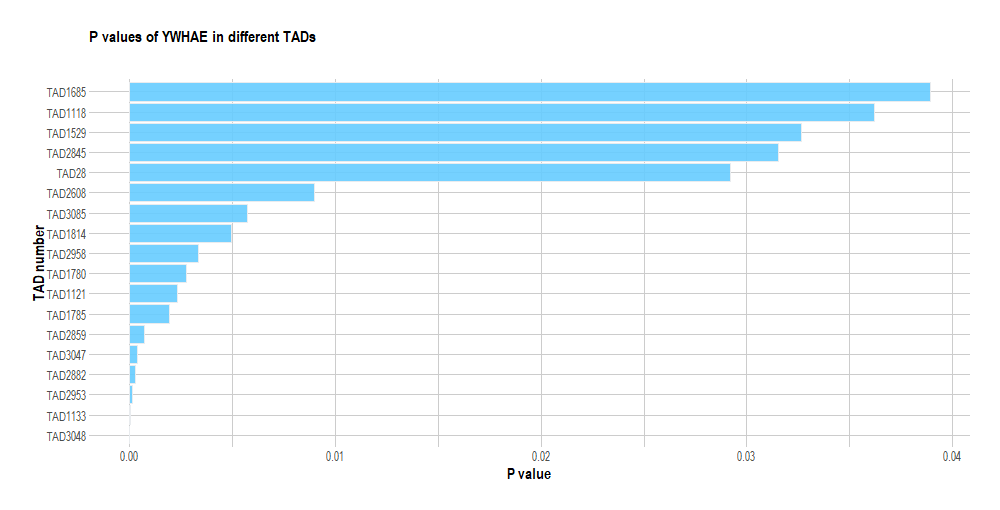 P values of YWHAE in different TADs
TAD number
TAD1685
TAD1118
TAD1529
TAD2845
TAD28
TAD2608
TAD3085
TAD1814
TAD2958
TAD1780
TAD1121
TAD1785
TAD2859
TAD3047
TAD2882
TAD2953
TAD1133
TAD3048
0.00 0.01 0.02 0.03 0.04
P value